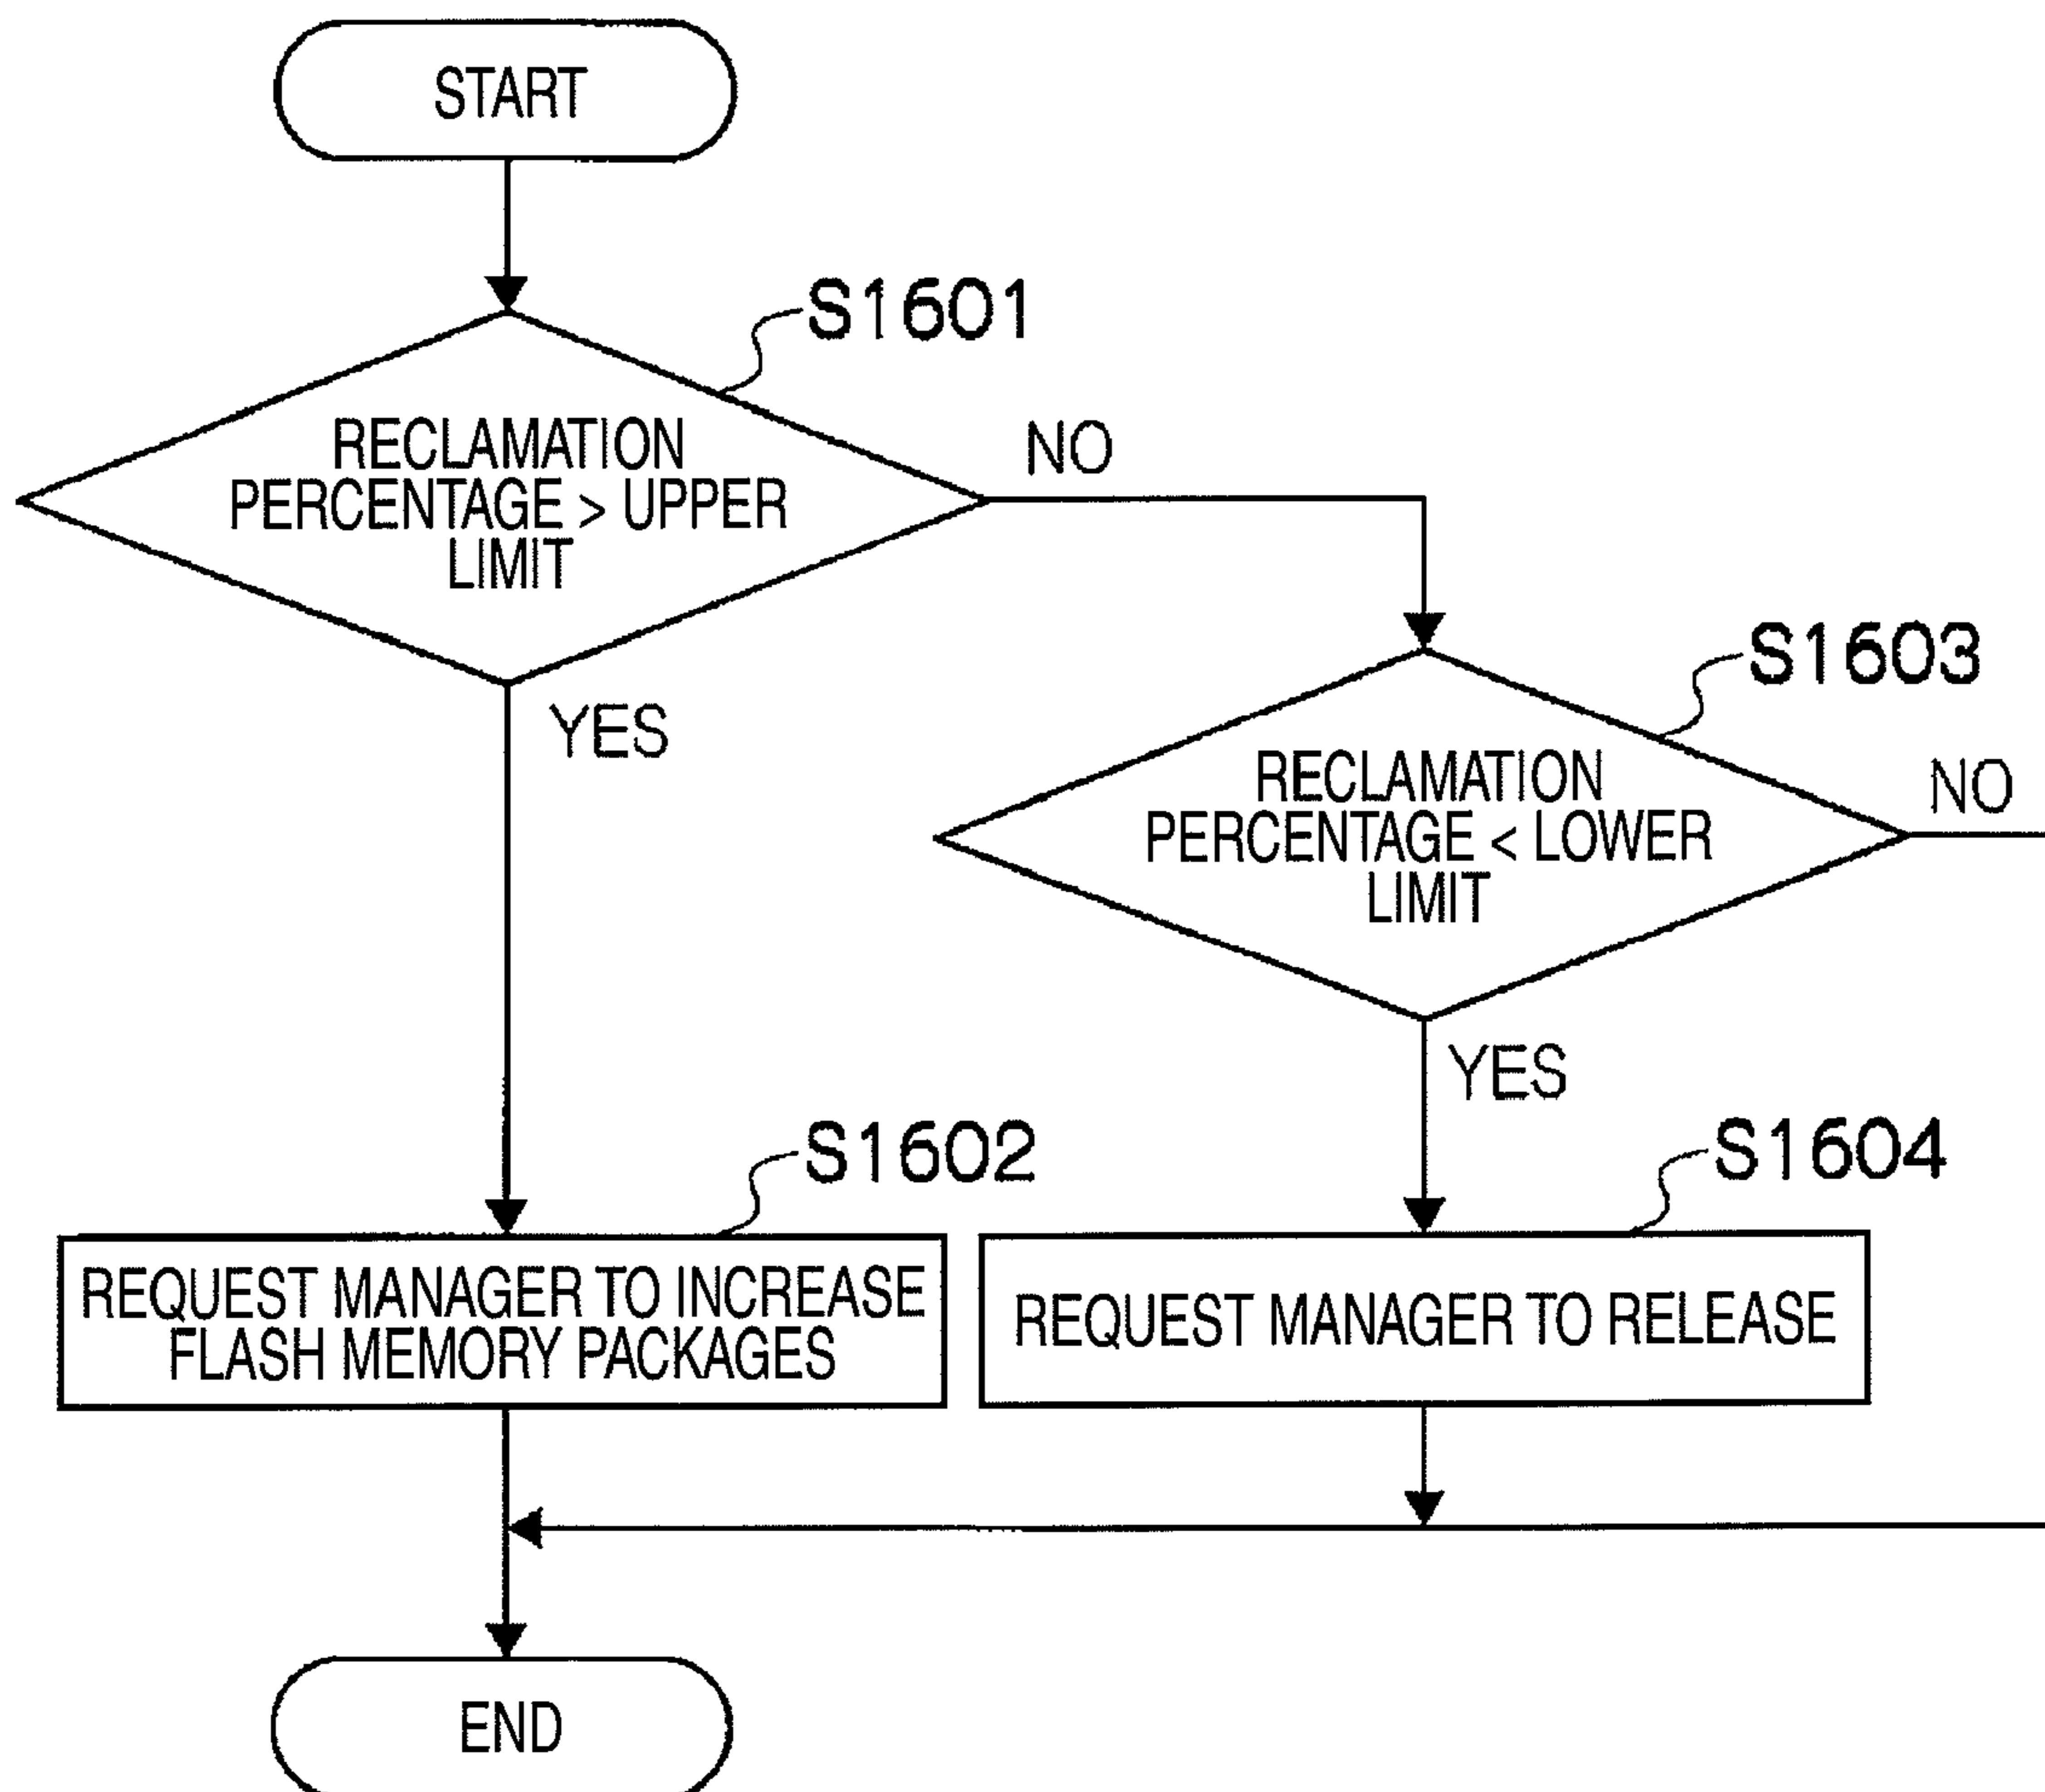 START
S1601
RECLAMATION
PERCENTAGE > UPPER
LIMIT
NO
YES
S1603
RECLAMATION
PERCENTAGE < LOWER
LIMIT
NO
YES
S1602
REQUEST MANAGER TO INCREASE
FLASH MEMORY PACKAGES
S1604
REQUEST MANAGER TO RELEASE
END